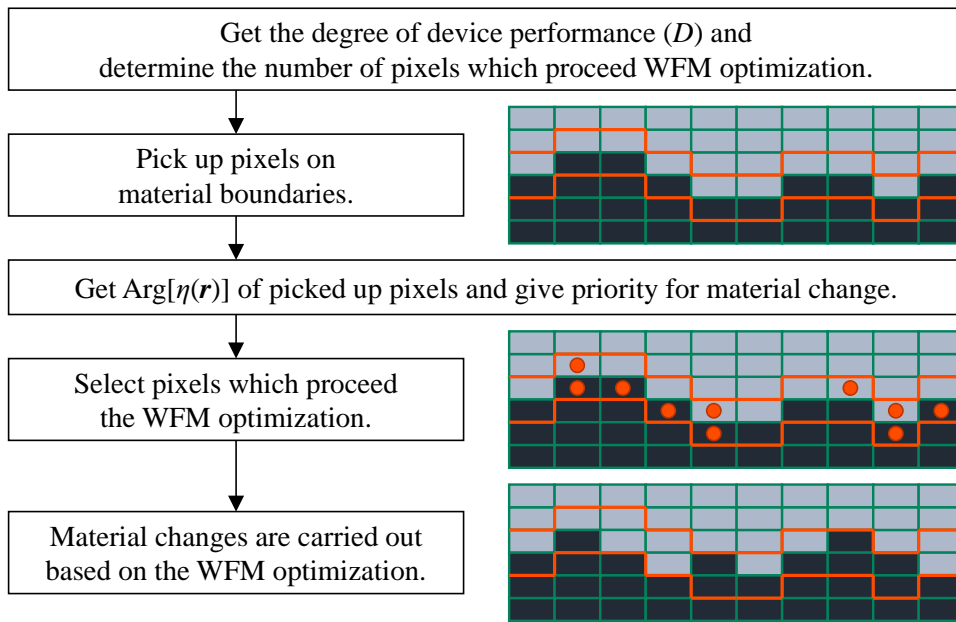 Get the degree of device performance (D) and
determine the number of pixels which proceed WFM optimization.
Pick up pixels on
material boundaries.
Get Arg[η(r)] of picked up pixels and give priority for material change.
Select pixels which proceed
the WFM optimization.
Material changes are carried out
based on the WFM optimization.